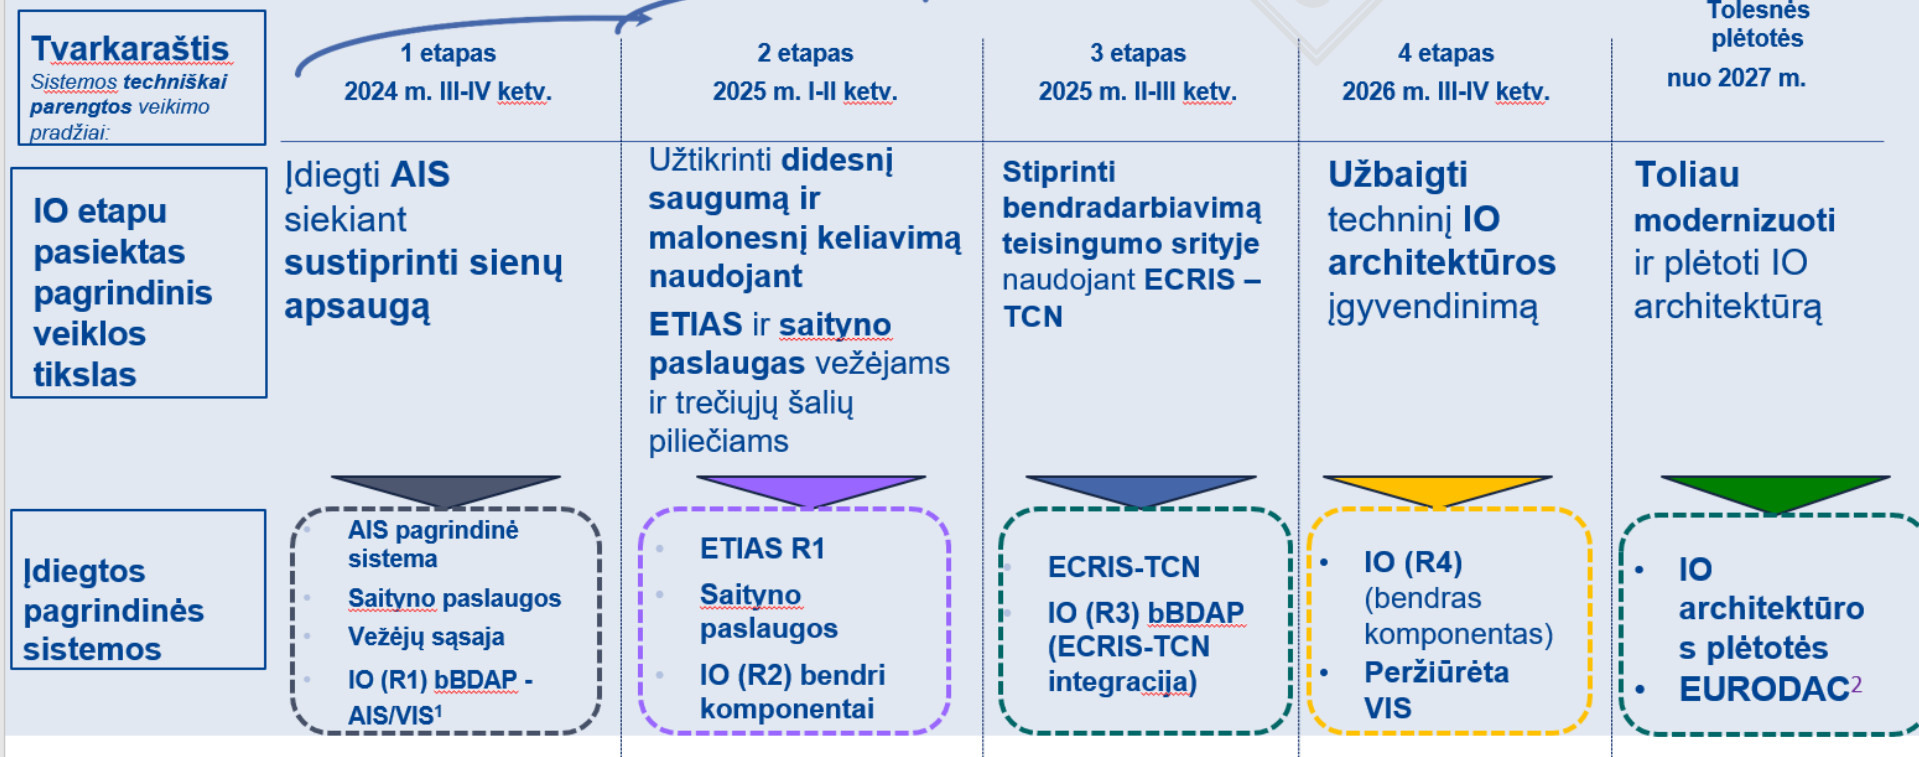 Tvarkaraštis
Sistemos techniškai
parengtos veikimo
pradžiai:
1 etapas
2024 m. III-IV ketv.
2 etapas
2025 m. I-II ketv.
3 etapas
2025 m. II-III ketv.
4 etapas
2026 m. III-IV ketv.
Tolesnės
plėtotės
nuo 2027 m.
IO etapu
pasiektas
pagrindinis
veiklos
tikslas
Įdiegti AIS
siekiant
sustiprinti sienų
apsaugą
Užtikrinti didesnį
saugumą ir
malonesnį keliavimą
naudojant
ETIAS ir saityno
paslaugas vežėjams
ir trečiųjų šalių
piliečiams
Stiprinti
bendradarbiavimą
teisingumo srityje
naudojant ECRIS –
TCN
Užbaigti
techninį IO
architektūros
įgyvendinimą
Toliau
modernizuoti
ir plėtoti IO
architektūrą
Įdiegtos
pagrindinės
sistemos
• AIS pagrindinė
sistema
• Saityno paslaugos
• Vežėjų sąsaja
• IO (R1) bBDAP -
AIS/VIS¹
• ETIAS R1
• Saityno
paslaugos
• IO (R2) bendri
komponentai
• ECRIS-TCN
• IO (R3) bBDAP
(ECRIS-TCN
integracija)
• IO (R4)
(bendras
komponentas)
• Peržiūrėta
VIS
• IO
architektūro
s plėtotės
• EURODAC²